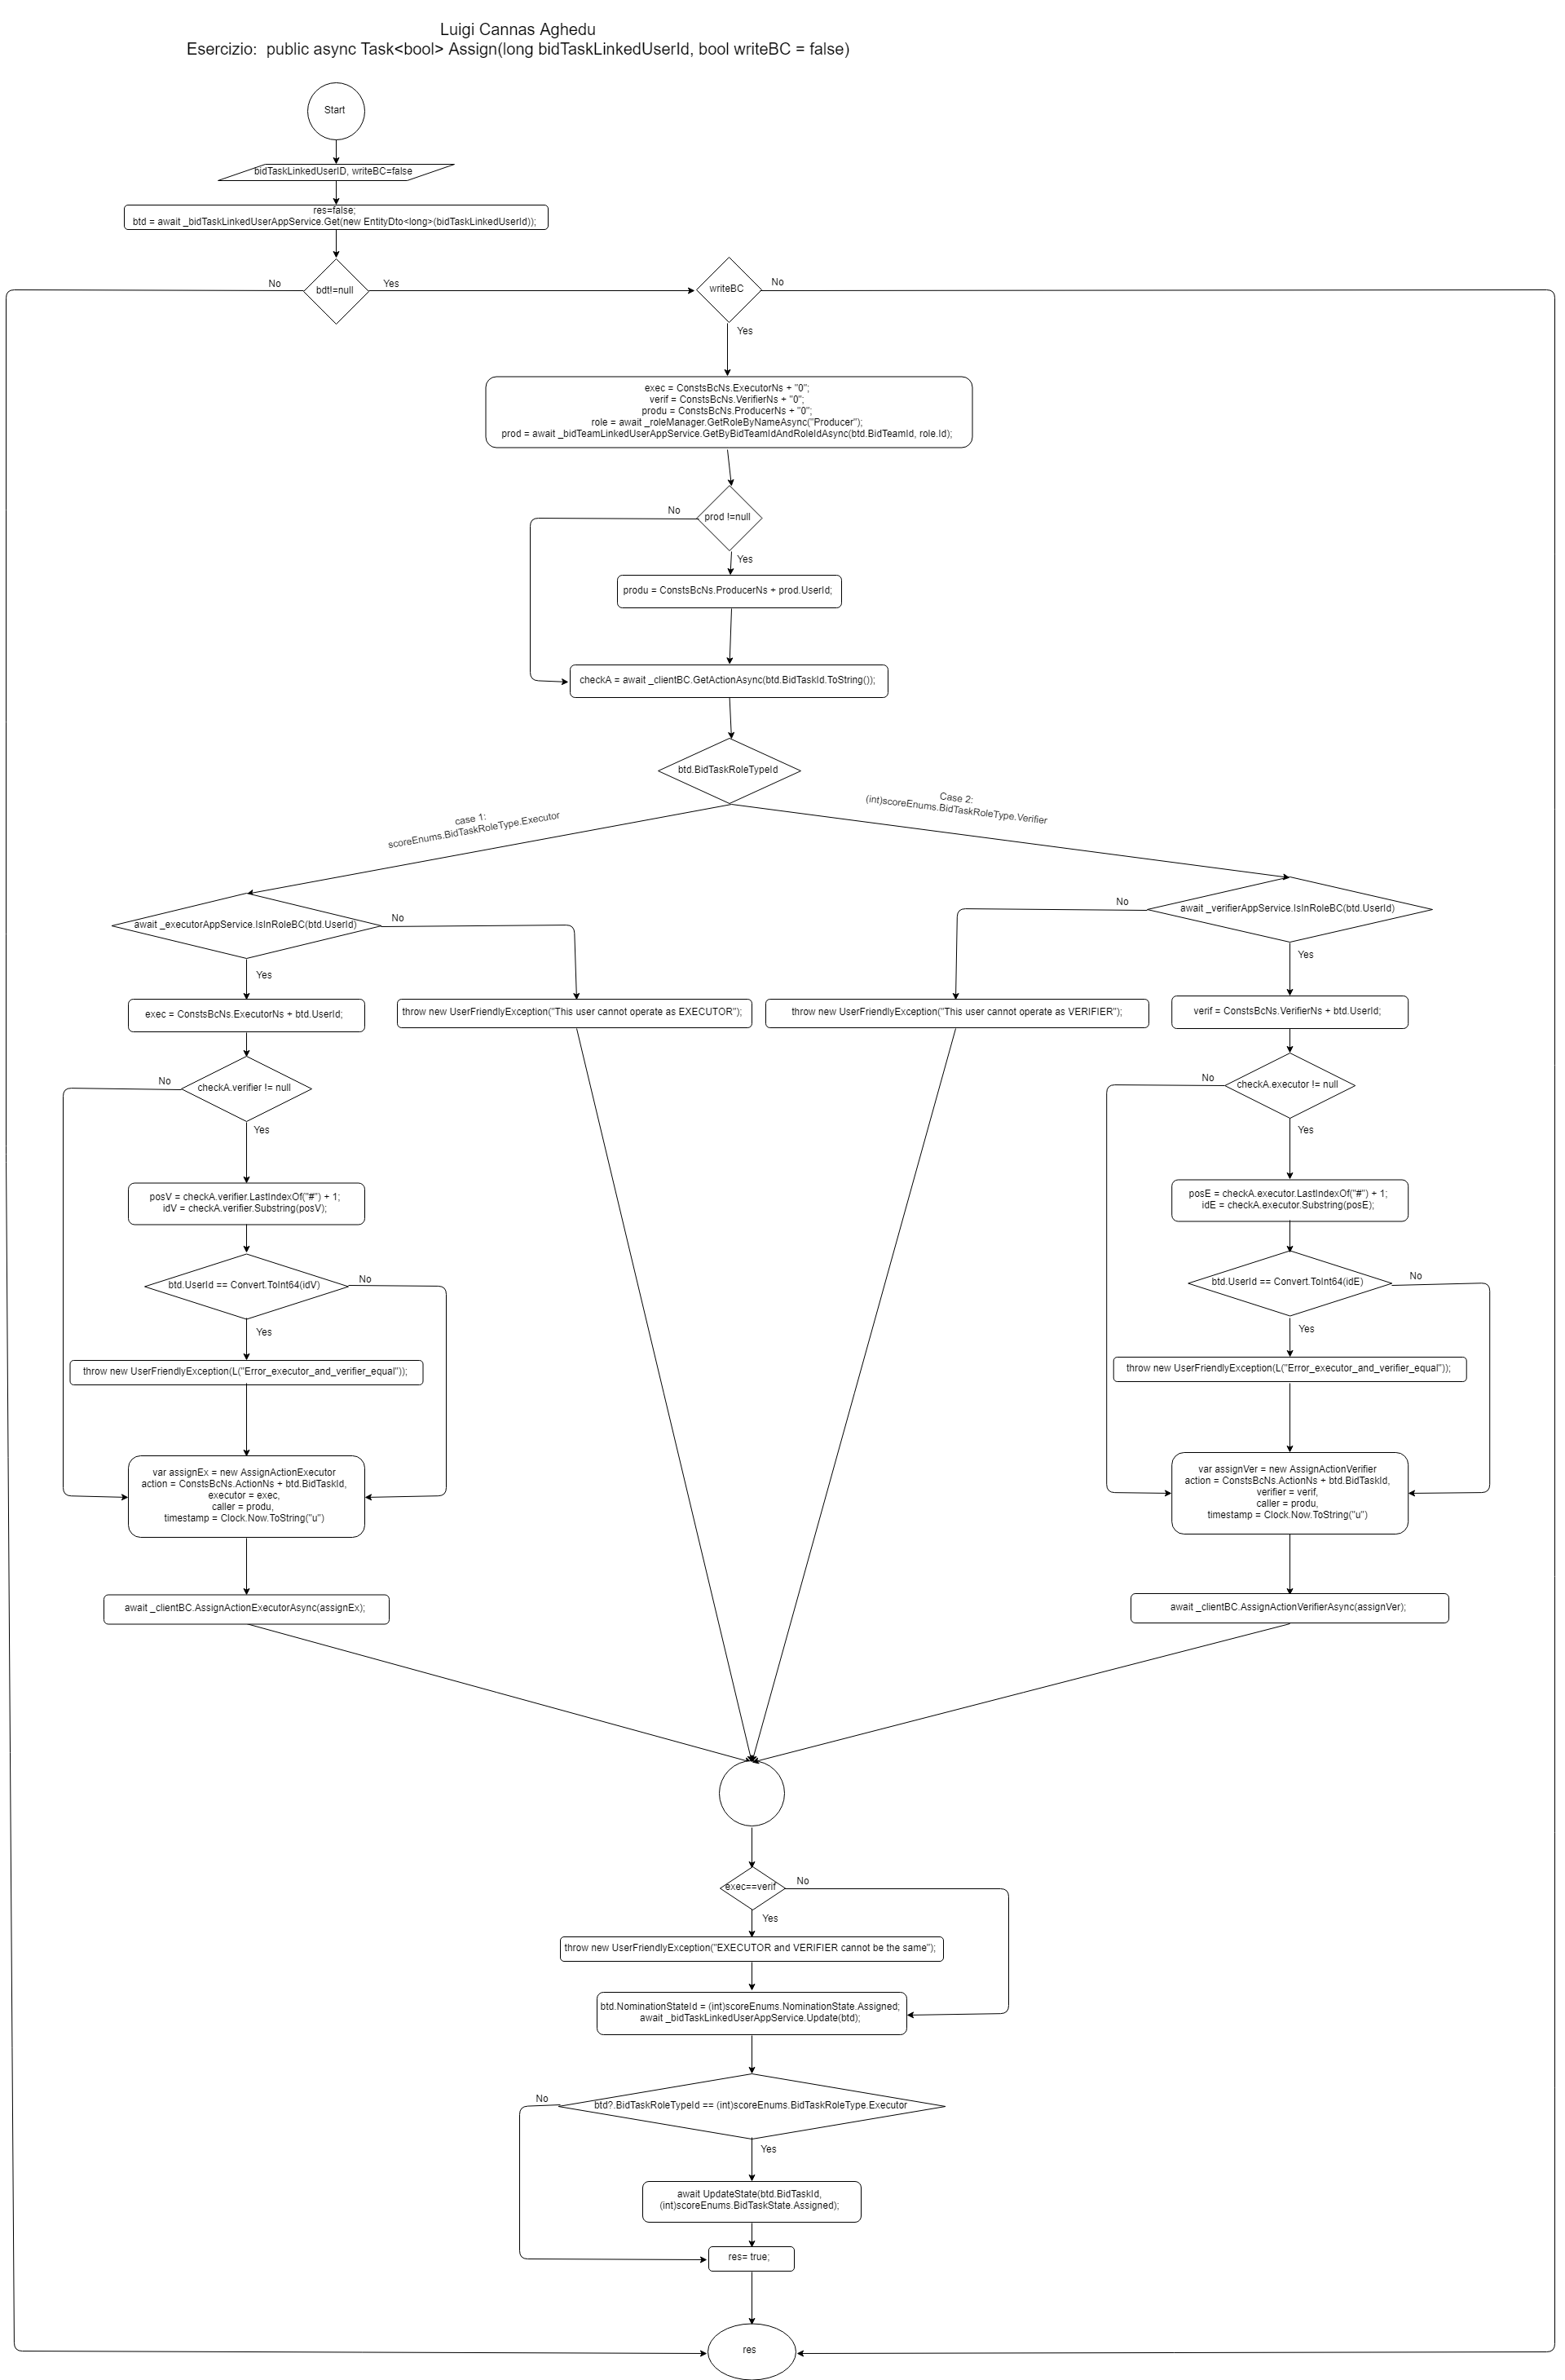 Luigi Cannas Aghedu
Esercizio:  public async Task<bool> Assign(long bidTaskLinkedUserId, bool writeBC = false)
Start
bidTaskLinkedUserID, writeBC=false
res=false;
btd = await _bidTaskLinkedUserAppService.Get(new EntityDto<long>(bidTaskLinkedUserId));
No
bdt!=null
Yes
writeBC
No
Yes
exec = ConstsBcNs.ExecutorNs + "0";
verif = ConstsBcNs.VerifierNs + "0";
produ = ConstsBcNs.ProducerNs + "0";
role = await _roleManager.GetRoleByNameAsync("Producer");
prod = await _bidTeamLinkedUserAppService.GetByBidTeamIdAndRoleIdAsync(btd.BidTeamId, role.Id);
No
prod !=null
Yes
produ = ConstsBcNs.ProducerNs + prod.UserId;
checkA = await _clientBC.GetActionAsync(btd.BidTaskId.ToString());
btd.BidTaskRoleTypeId
case 1:
scoreEnums.BidTaskRoleType.Executor
Case 2:
(int)scoreEnums.BidTaskRoleType.Verifier
await _executorAppService.IsInRoleBC(btd.UserId)
No
No
await _verifierAppService.IsInRoleBC(btd.UserId)
Yes
Yes
exec = ConstsBcNs.ExecutorNs + btd.UserId;
throw new UserFriendlyException("This user cannot operate as EXECUTOR");
throw new UserFriendlyException("This user cannot operate as VERIFIER");
verif = ConstsBcNs.VerifierNs + btd.UserId;
No
checkA.verifier != null
Yes
No
checkA.executor != null
Yes
posV = checkA.verifier.LastIndexOf("#") + 1;
idV = checkA.verifier.Substring(posV);
posE = checkA.executor.LastIndexOf("#") + 1;
idE = checkA.executor.Substring(posE);
btd.UserId == Convert.ToInt64(idV)
No
Yes
btd.UserId == Convert.ToInt64(idE)
No
Yes
throw new UserFriendlyException(L("Error_executor_and_verifier_equal"));
throw new UserFriendlyException(L("Error_executor_and_verifier_equal"));
var assignEx = new AssignActionExecutor
action = ConstsBcNs.ActionNs + btd.BidTaskId,
executor = exec,
caller = produ,
timestamp = Clock.Now.ToString("u")
var assignVer = new AssignActionVerifier
action = ConstsBcNs.ActionNs + btd.BidTaskId,
verifier = verif,
caller = produ,
timestamp = Clock.Now.ToString("u")
await _clientBC.AssignActionExecutorAsync(assignEx);
await _clientBC.AssignActionVerifierAsync(assignVer);
exec==verif
No
Yes
throw new UserFriendlyException("EXECUTOR and VERIFIER cannot be the same");
btd.NominationStateId = (int)scoreEnums.NominationState.Assigned;
await _bidTaskLinkedUserAppService.Update(btd);
No
btd?.BidTaskRoleTypeId == (int)scoreEnums.BidTaskRoleType.Executor
Yes
await UpdateState(btd.BidTaskId,
(int)scoreEnums.BidTaskState.Assigned);
res= true;
res